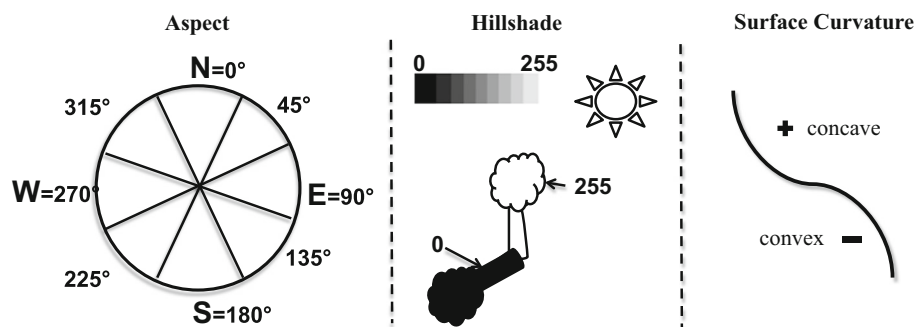 Aspect
N=0°
315° 45°
W=270° E=90°
225° 135°
S=180°
Hillshade
0 255
255
0
Surface Curvature
+ concave
convex −